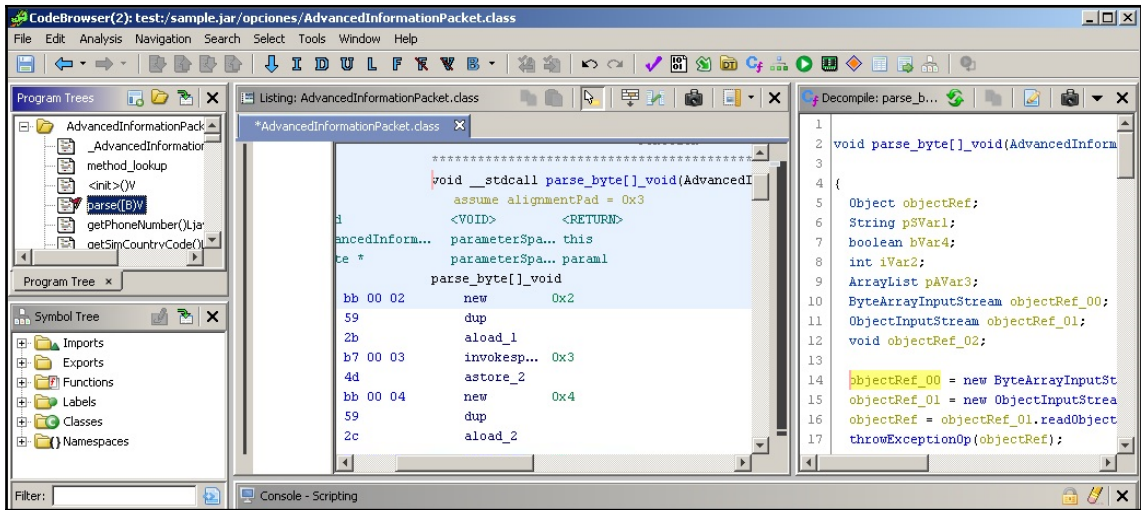 CodeBrowser(2): test:/sample.jar/opciones/AdvancedInformationPacket.class
File Edit Analysis Navigation Search Select Tools Window Help
I D U L F V B
Program Trees
AdvancedInformationPack
_AdvancedInformation
method_lookup
<init>()V
parse([B)V
getPhoneNumber()Ljav
getSimCountryCode()L
Program Tree ×
Symbol Tree
Imports
Exports
Functions
Labels
Classes
Namespaces
Filter:
Listing: AdvancedInformationPacket.class
*AdvancedInformationPacket.class
**************************************************
void __stdcall parse_byte[]_void(AdvancedI
assume alignmentPad = 0x3
d <VOID> <RETURN>
ancedInform... parameterSpa... this
te * parameterSpa... param1
parse_byte[]_void
bb 00 02 new 0x2
59 dup
2b aload_1
b7 00 03 invokesp... 0x3
4d astore_2
bb 00 04 new 0x4
59 dup
2c aload_2
Decompile: parse_b...
1
2 void parse_byte[]_void(AdvancedInform
3
4 {
5 Object objectRef;
6 String pSVar1;
7 boolean bVar4;
8 int iVar2;
9 ArrayList pAVar3;
10 ByteArrayInputStream objectRef_00;
11 ObjectInputStream objectRef_01;
12 void objectRef_02;
13
14 objectRef_00 = new ByteArrayInputSt
15 objectRef_01 = new ObjectInputStrea
16 objectRef = objectRef_01.readObject
17 throwExceptionOp(objectRef);
Console - Scripting